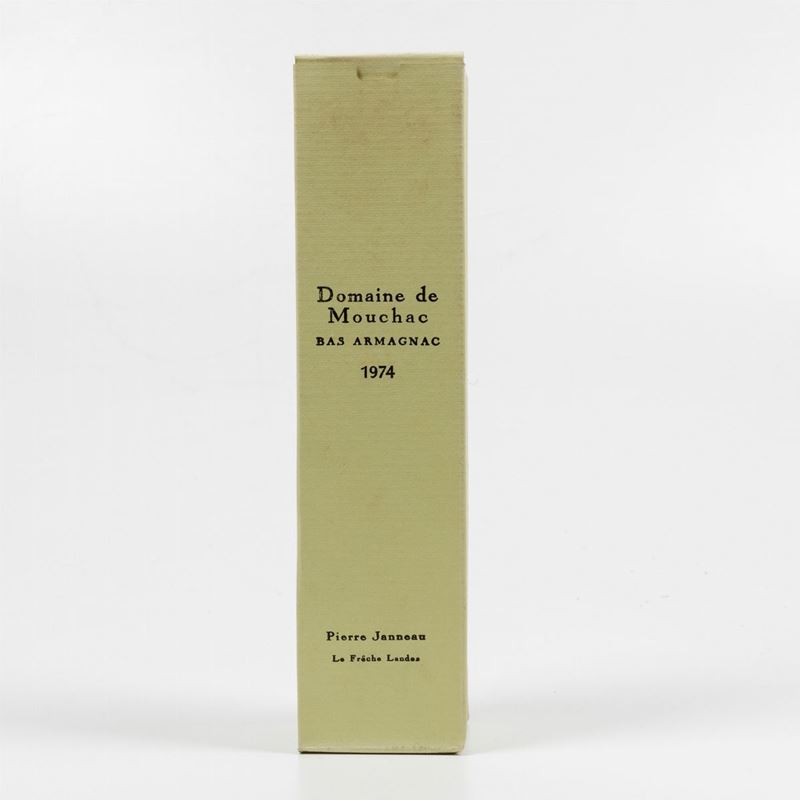 Domaine de
Mouchac
BAS ARMAGNAC
1974
Pierre Janneau
Le Frêche Landes